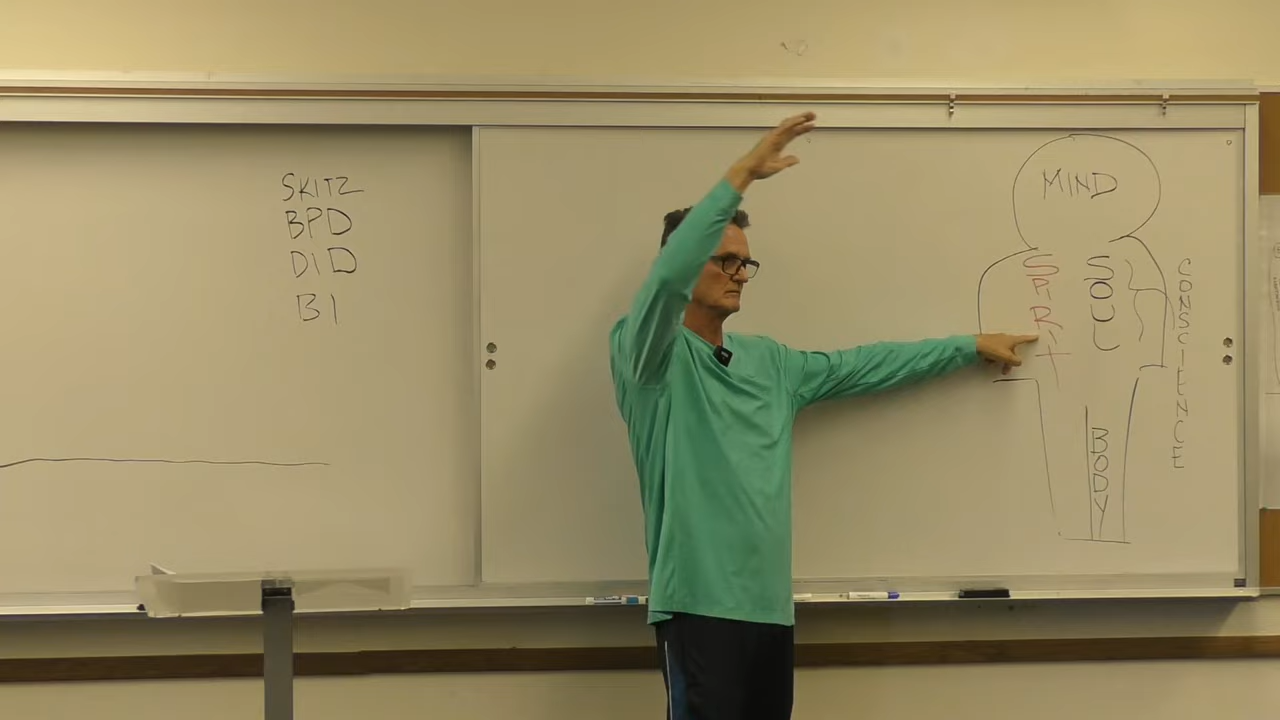 SKITZ
BPD
DID
BI
MIND
SPIRIT
SOUL
CONSCIENCE
BODY